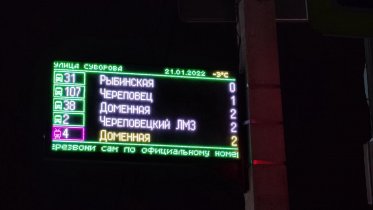 УЛИЦА СУВОРОВА 21.01.2022 -3°C
31 РЫБИНСКАЯ 0
107 ЧЕРЕПОВЕЦ 1
38 ДОМЕННАЯ 2
2 ЧЕРЕПОВЕЦКИЙ ЛМЗ 2
4 ДОМЕННАЯ 2
ЕРЕЗВОНИ САМ ПО ОФИЦИАЛЬНОМУ НОМЕ